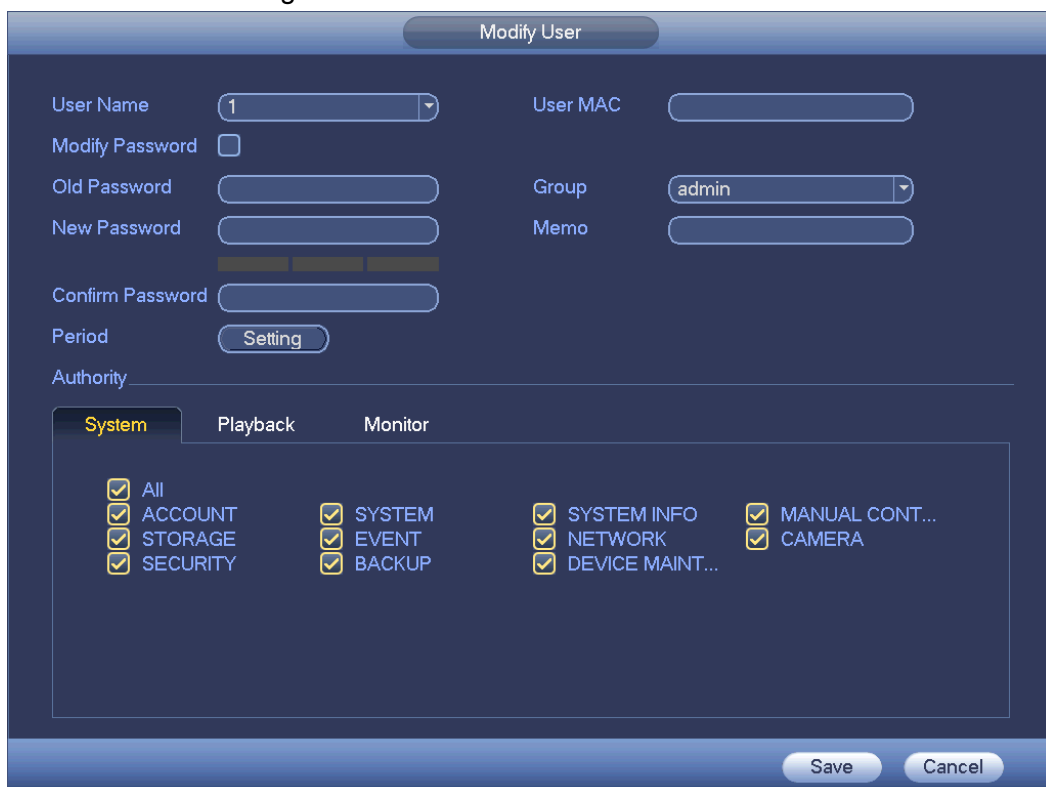 Modify User
User Name 1 User MAC
Modify Password
Old Password Group admin
New Password Memo
Confirm Password
Period Setting
Authority
System Playback Monitor
All
ACCOUNT SYSTEM SYSTEM INFO MANUAL CONT...
STORAGE EVENT NETWORK CAMERA
SECURITY BACKUP DEVICE MAINT...
Save Cancel